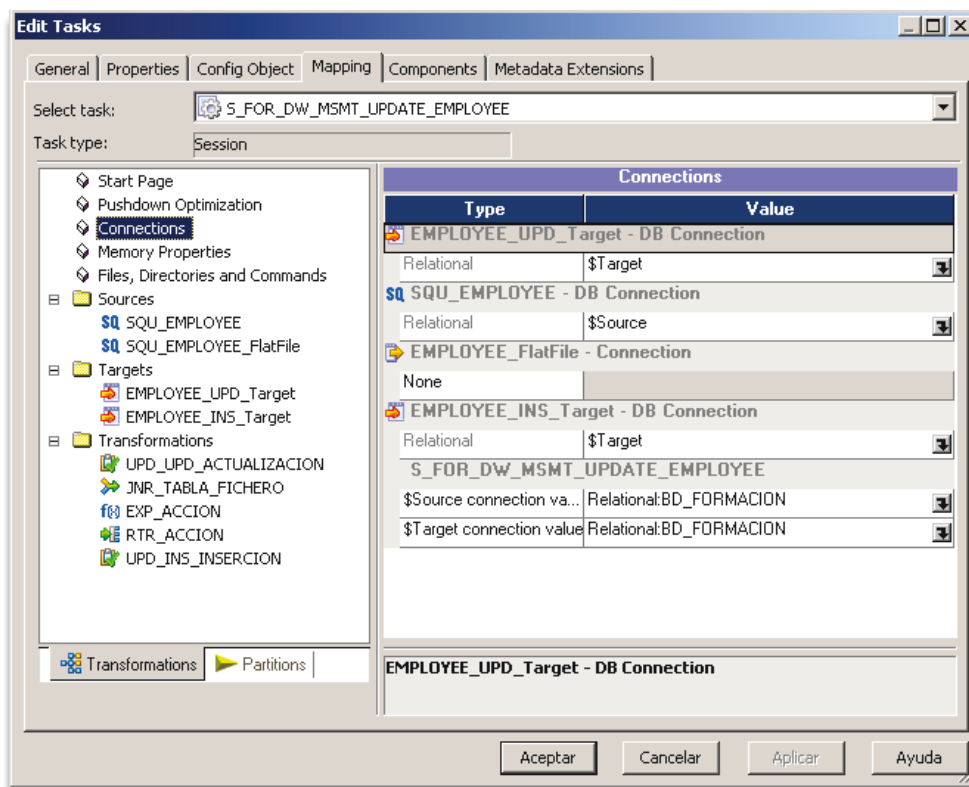 Edit Tasks
General Properties Config Object Mapping Components Metadata Extensions
Select task: S_FOR_DW_MSMT_UPDATE_EMPLOYEE
Task type: Session
Start Page
Pushdown Optimization
Connections
Memory Properties
Files, Directories and Commands
Sources
SQ SQU_EMPLOYEE
SQ SQU_EMPLOYEE_FlatFile
Targets
EMPLOYEE_UPD_Target
EMPLOYEE_INS_Target
Transformations
UPD_UPD_ACTUALIZACION
JNR_TABLA_FICHERO
f(x) EXP_ACCION
RTR_ACCION
UPD_INS_INSERCION
Transformations Partitions
Connections
Type Value
EMPLOYEE_UPD_Target - DB Connection
Relational $Target
SQ SQU_EMPLOYEE - DB Connection
Relational $Source
EMPLOYEE_FlatFile - Connection
None
EMPLOYEE_INS_Target - DB Connection
Relational $Target
S_FOR_DW_MSMT_UPDATE_EMPLOYEE
$Source connection va... Relational:BD_FORMACION
$Target connection value Relational:BD_FORMACION
EMPLOYEE_UPD_Target - DB Connection
Aceptar Cancelar Aplicar Ayuda